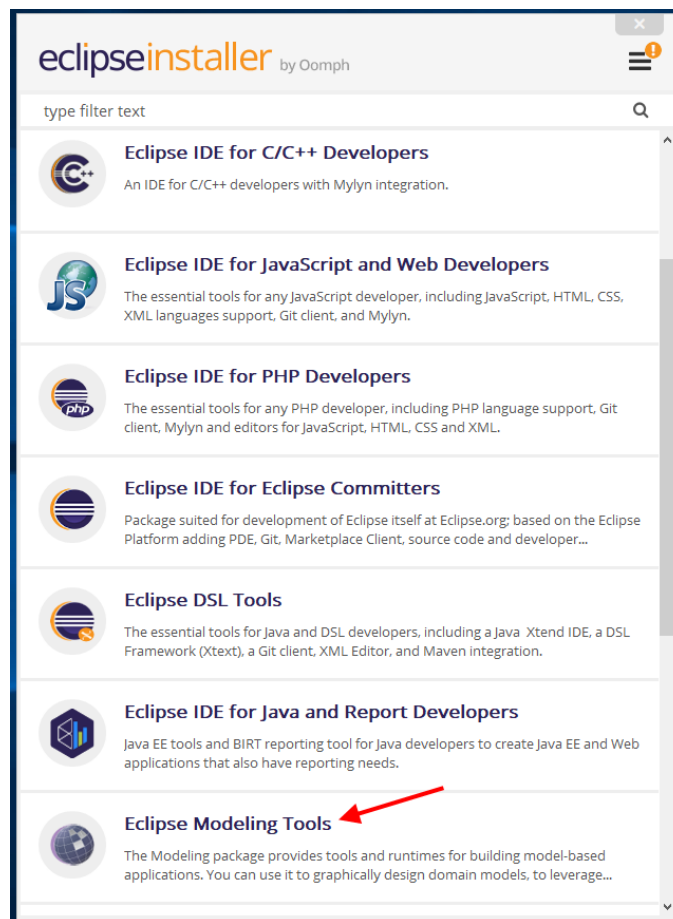 eclipseinstaller by Oomph
type filter text
Eclipse IDE for C/C++ Developers
An IDE for C/C++ developers with Mylyn integration.
Eclipse IDE for JavaScript and Web Developers
The essential tools for any JavaScript developer, including JavaScript, HTML, CSS,
XML languages support, Git client, and Mylyn.
JS
Eclipse IDE for PHP Developers
The essential tools for any PHP developer, including PHP language support, Git
client, Mylyn and editors for JavaScript, HTML, CSS and XML.
php
Eclipse IDE for Eclipse Committers
Package suited for development of Eclipse itself at Eclipse.org; based on the Eclipse
Platform adding PDE, Git, Marketplace Client, source code and developer...
Eclipse DSL Tools
The essential tools for Java and DSL developers, including a Java  Xtend IDE, a DSL
Framework (Xtext), a Git client, XML Editor, and Maven integration.
Eclipse IDE for Java and Report Developers
Java EE tools and BIRT reporting tool for Java developers to create Java EE and Web
applications that also have reporting needs.
Eclipse Modeling Tools
The Modeling package provides tools and runtimes for building model-based
applications. You can use it to graphically design domain models, to leverage...